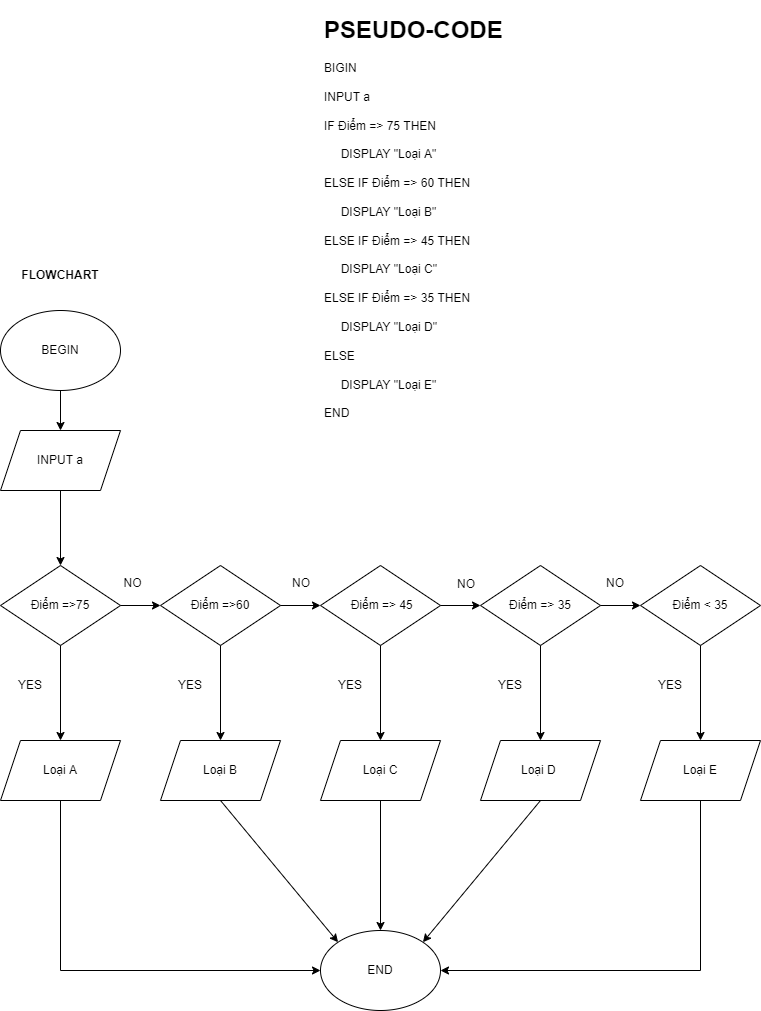 PSEUDO-CODE
BIGIN
INPUT a
IF Điểm => 75 THEN
DISPLAY "Loại A"
ELSE IF Điểm => 60 THEN
DISPLAY "Loại B"
ELSE IF Điểm => 45 THEN
DISPLAY "Loại C"
ELSE IF Điểm => 35 THEN
DISPLAY "Loại D"
ELSE
DISPLAY "Loại E"
END
FLOWCHART
BEGIN
INPUT a
NO
NO
NO
NO
Điểm =>75
Điểm =>60
Điểm => 45
Điểm => 35
Điểm < 35
YES
YES
YES
YES
YES
Loại A
Loại B
Loại C
Loại D
Loại E
END